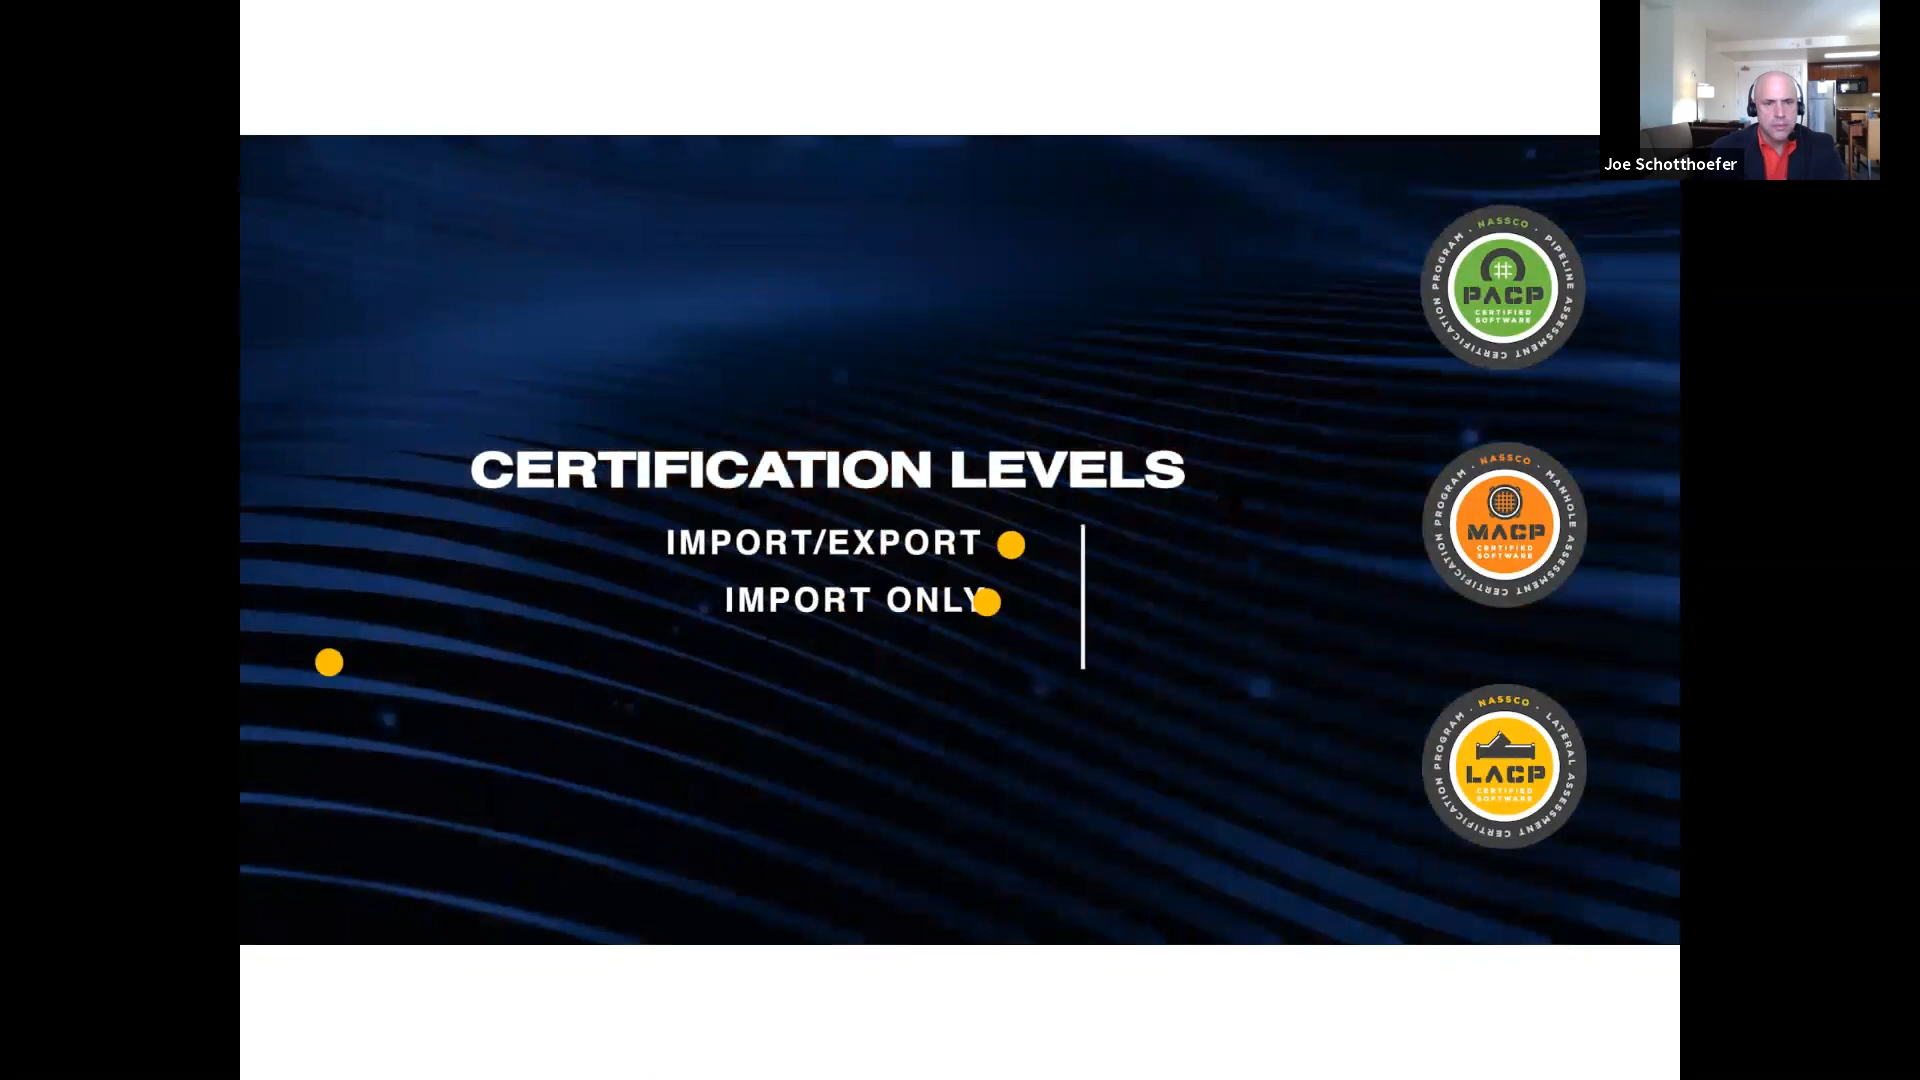 Joe Schotthoefer
CERTIFICATION LEVELS
IMPORT/EXPORT
IMPORT ONLY
NASSCO · PIPELINE ASSESSMENT CERTIFICATION PROGRAM ·
PACP
CERTIFIED
SOFTWARE
NASSCO · MANHOLE ASSESSMENT CERTIFICATION PROGRAM ·
MACP
CERTIFIED
SOFTWARE
NASSCO · LATERAL ASSESSMENT CERTIFICATION PROGRAM ·
LACP
CERTIFIED
SOFTWARE